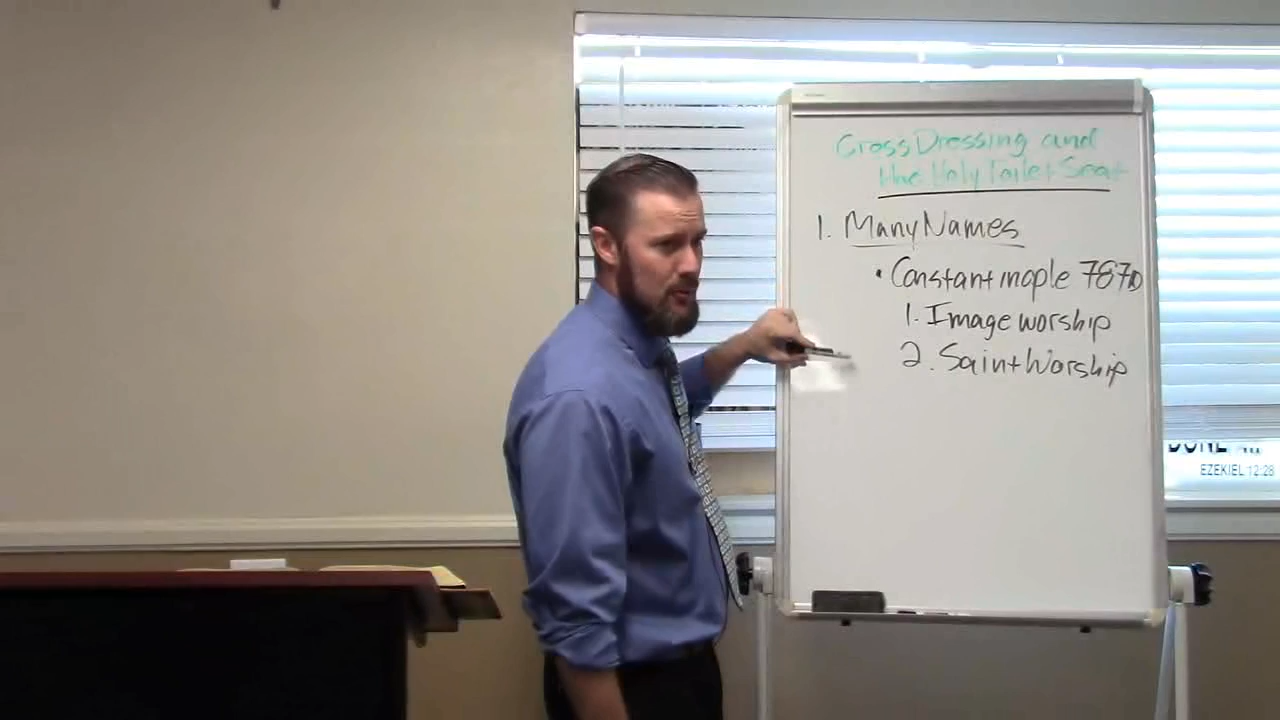 Cross Dressing and
the Holy Toilet Seat
1. Many Names
• Constantinople 787AD
1. Image worship
2. Saint Worship
EZEKIEL 12:28